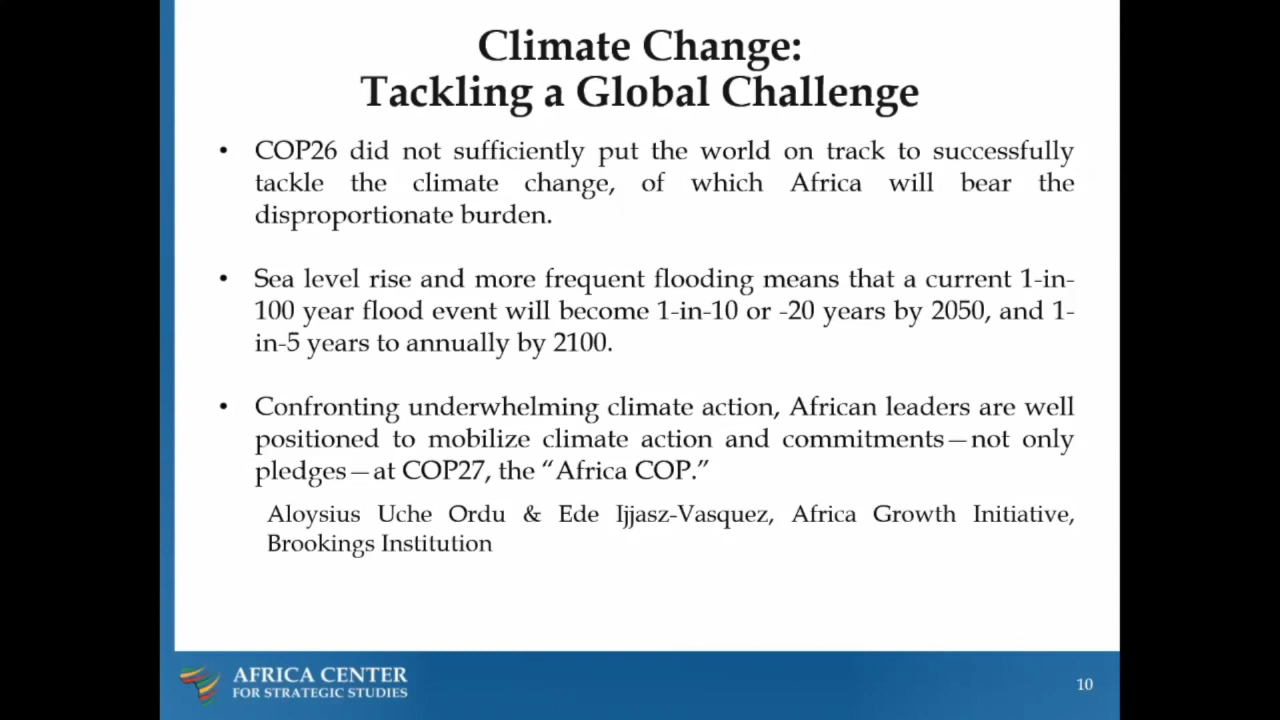 Climate Change:
Tackling a Global Challenge
• COP26 did not sufficiently put the world on track to successfully
tackle the climate change, of which Africa will bear the
disproportionate burden.
• Sea level rise and more frequent flooding means that a current 1-in-
100 year flood event will become 1-in-10 or -20 years by 2050, and 1-
in-5 years to annually by 2100.
• Confronting underwhelming climate action, African leaders are well
positioned to mobilize climate action and commitments—not only
pledges—at COP27, the “Africa COP.”
Aloysius Uche Ordu & Ede Ijjasz-Vasquez, Africa Growth Initiative,
Brookings Institution
AFRICA CENTER
FOR STRATEGIC STUDIES
10